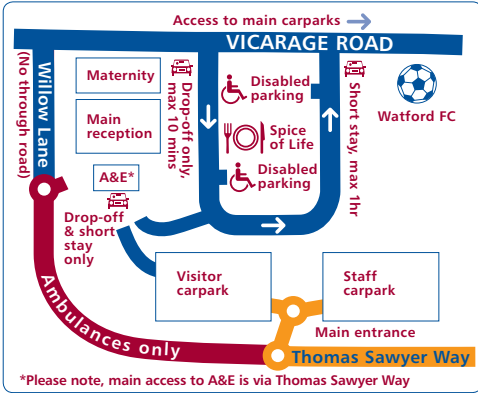 Access to main carparks
VICARAGE ROAD
Willow Lane
(No through road)
Maternity
Main
reception
A&E*
Drop-off
& short
stay
only
Drop-off only,
max 10 mins
Disabled
parking
Spice
of Life
Disabled
parking
Short stay, max 1hr
Watford FC
Visitor
carpark
Staff
carpark
Main entrance
Ambulances only
Thomas Sawyer Way
*Please note, main access to A&E is via Thomas Sawyer Way